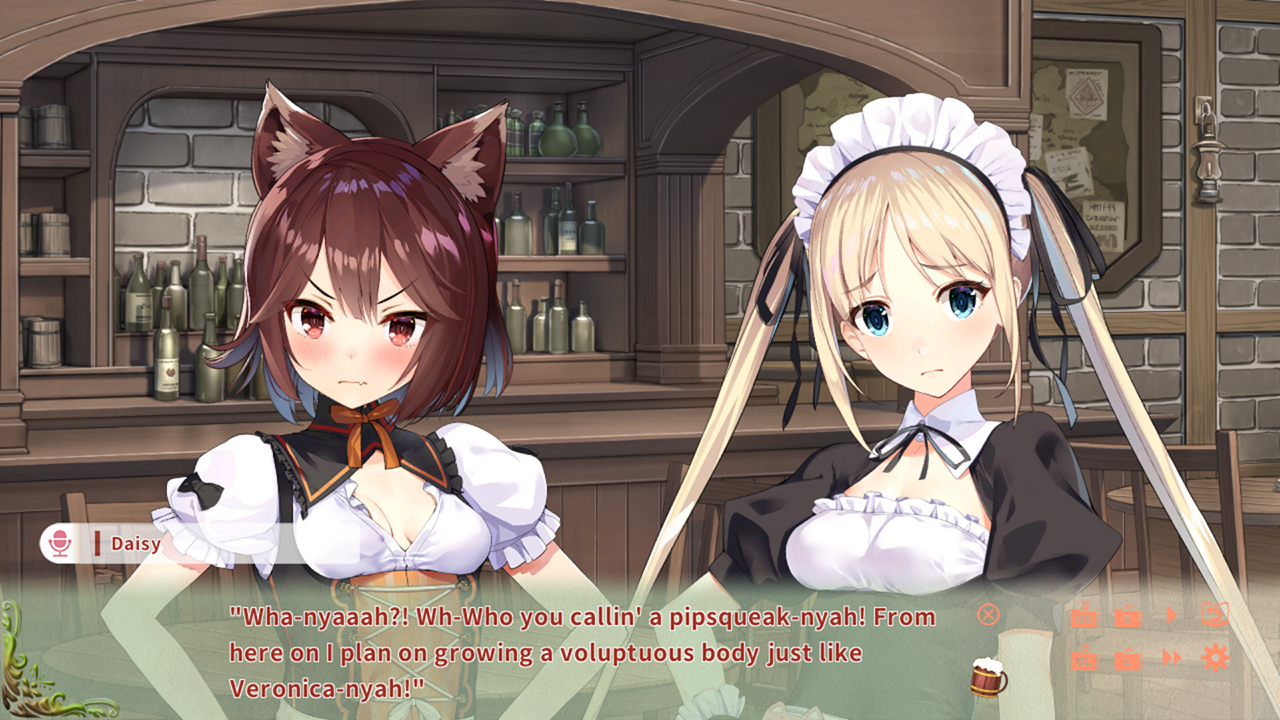 Daisy
"Wha-nyaaah?! Wh-Who you callin' a pipsqueak-nyah! From
here on I plan on growing a voluptuous body just like
Veronica-nyah!"